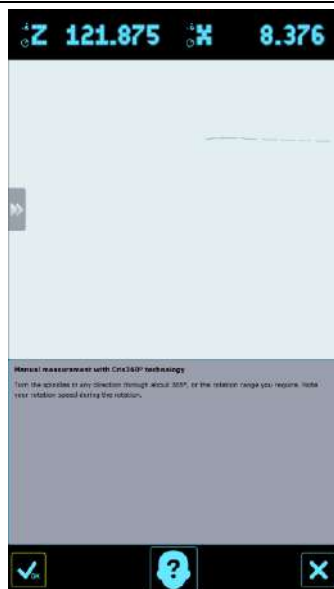 Z 121.875 X 8.376
Manual measurement with Cris360° technology
Turn the spindles in any direction through about 360°, or the rotation range you require. Note
your rotation speed during the rotation.
OK
?